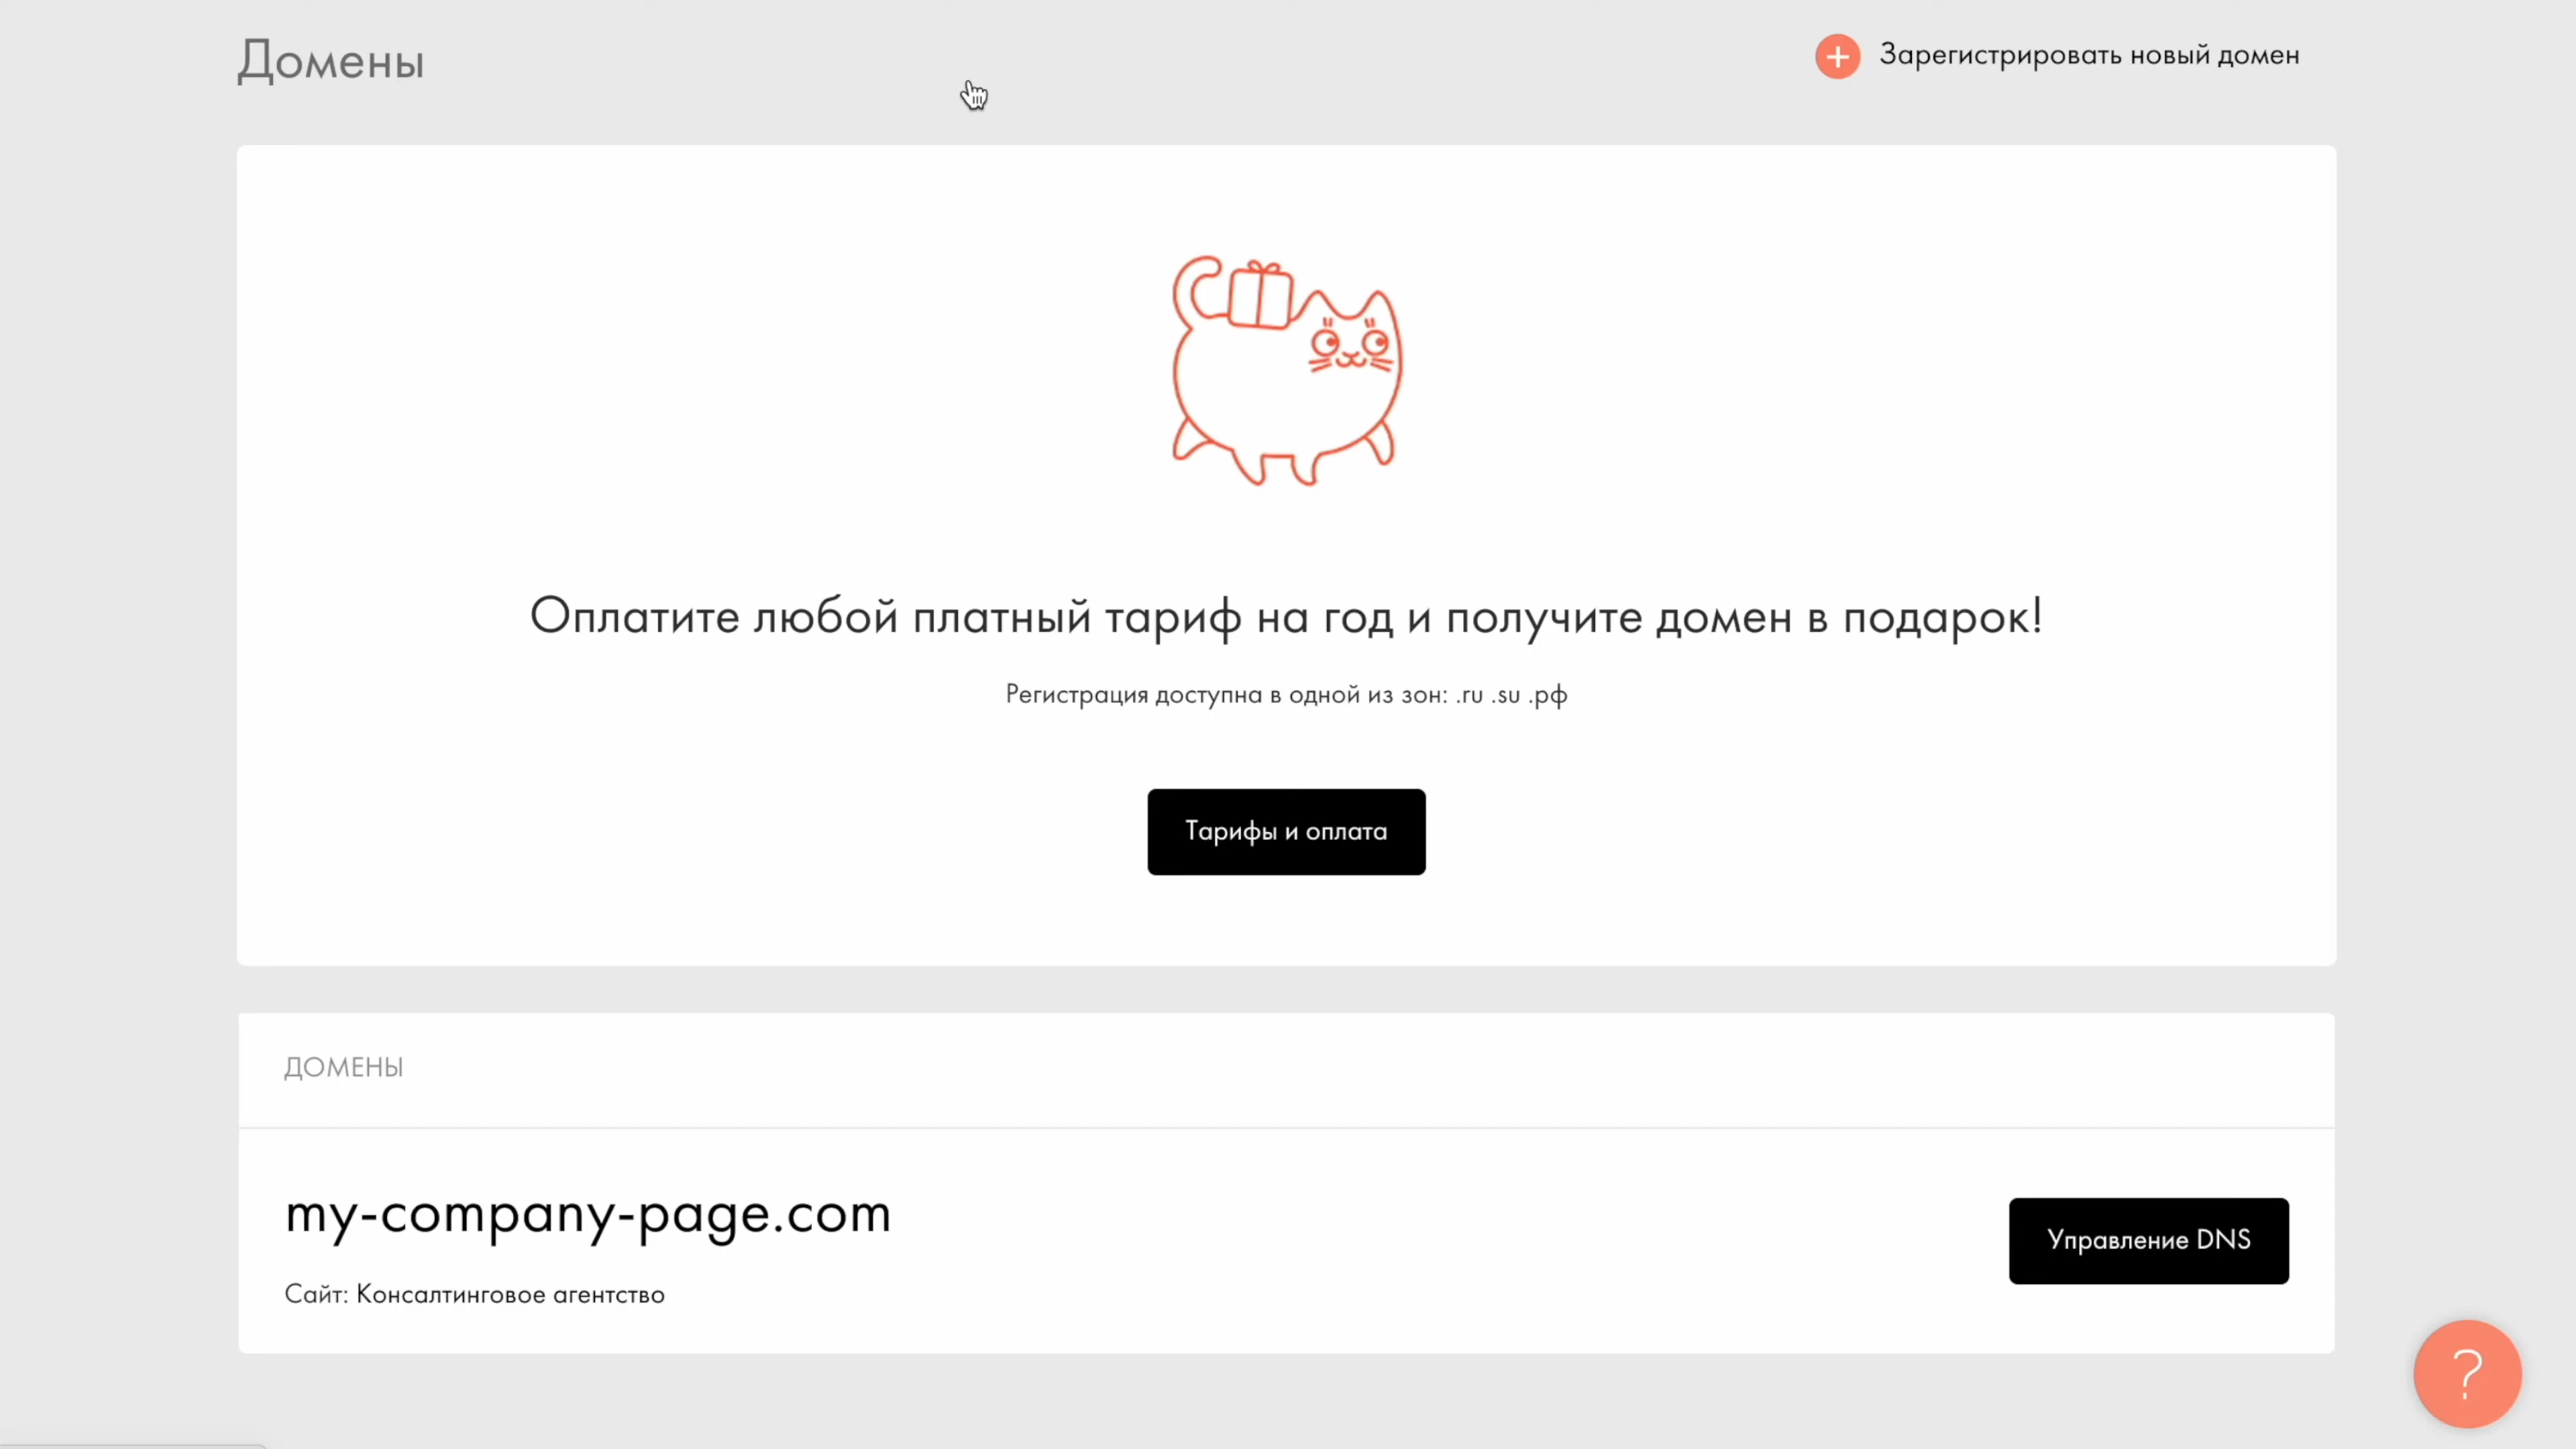 Домены
Зарегистрировать новый домен
Оплатите любой платный тариф на год и получите домен в подарок!
Регистрация доступна в одной из зон: .ru .su .рф
Тарифы и оплата
ДОМЕНЫ
my-company-page.com
Управление DNS
Сайт: Консалтинговое агентство
?